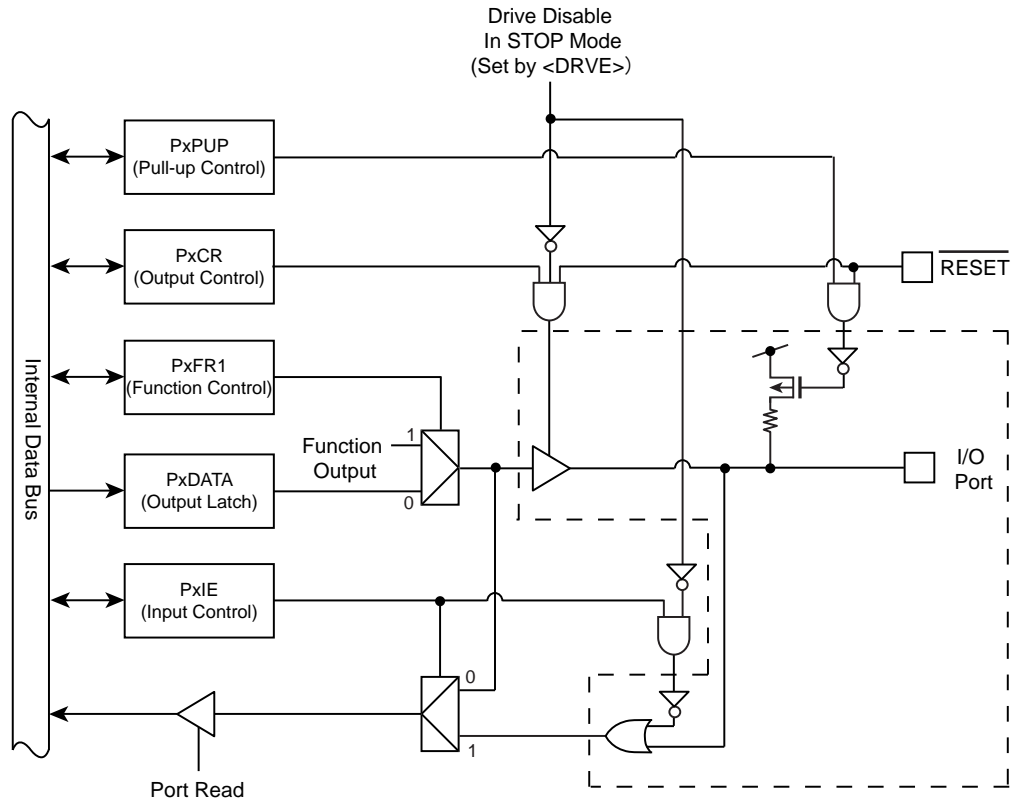 Drive Disable
In STOP Mode
(Set by <DRVE>)
PxPUP
(Pull-up Control)
PxCR
(Output Control)
RESET
PxFR1
(Function Control)
Internal Data Bus
1
Function
Output
0
PxDATA
(Output Latch)
I/O
Port
PxIE
(Input Control)
0
1
Port Read